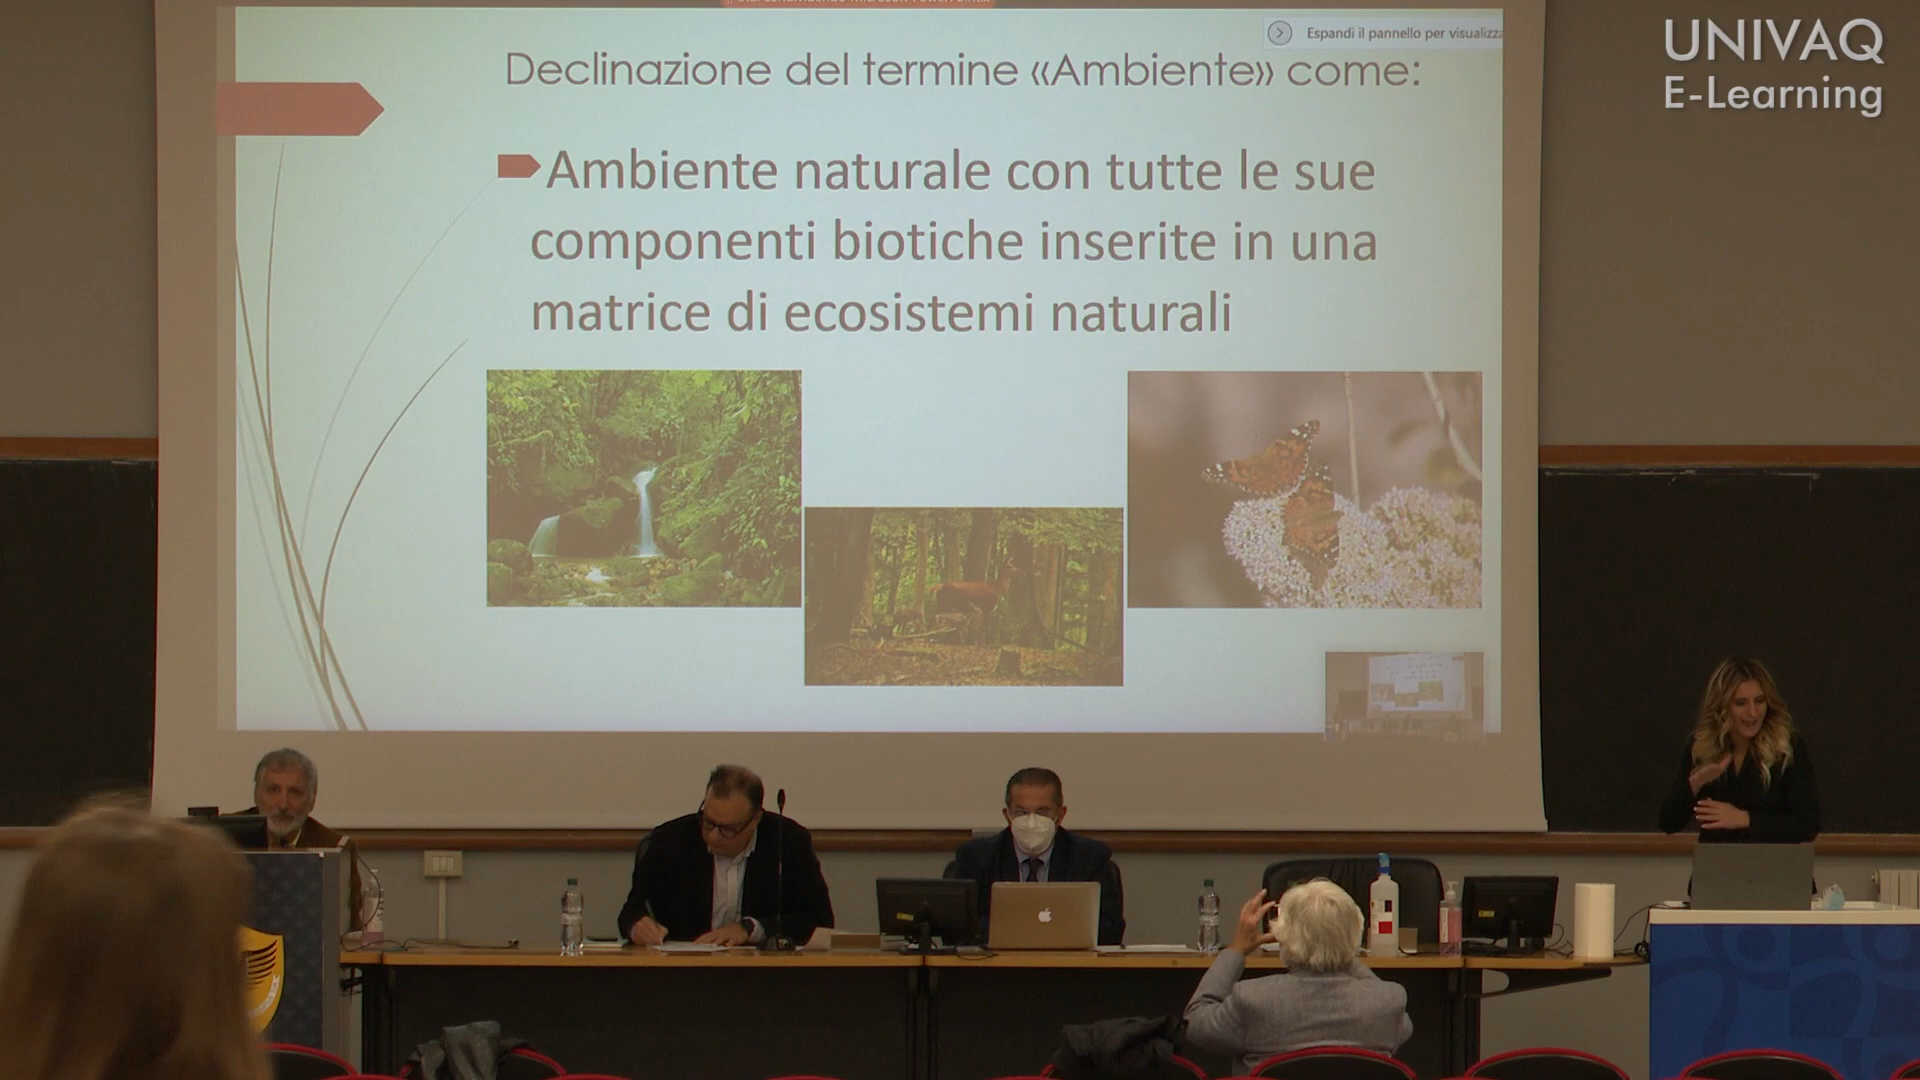 Espandi il pannello per visualizza
UNIVAQ
E-Learning
Declinazione del termine «Ambiente» come:
Ambiente naturale con tutte le sue
componenti biotiche inserite in una
matrice di ecosistemi naturali